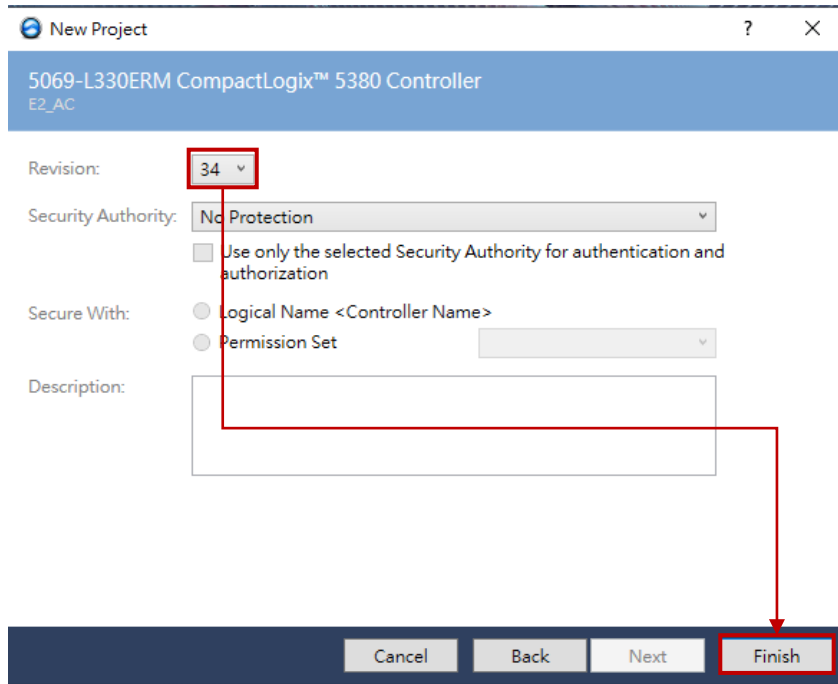 New Project
?
5069-L330ERM CompactLogix™ 5380 Controller
E2_AC
Revision:
34
Security Authority:
No Protection
Use only the selected Security Authority for authentication and
authorization
Secure With:
Logical Name <Controller Name>
Permission Set
Description:
Cancel
Back
Next
Finish